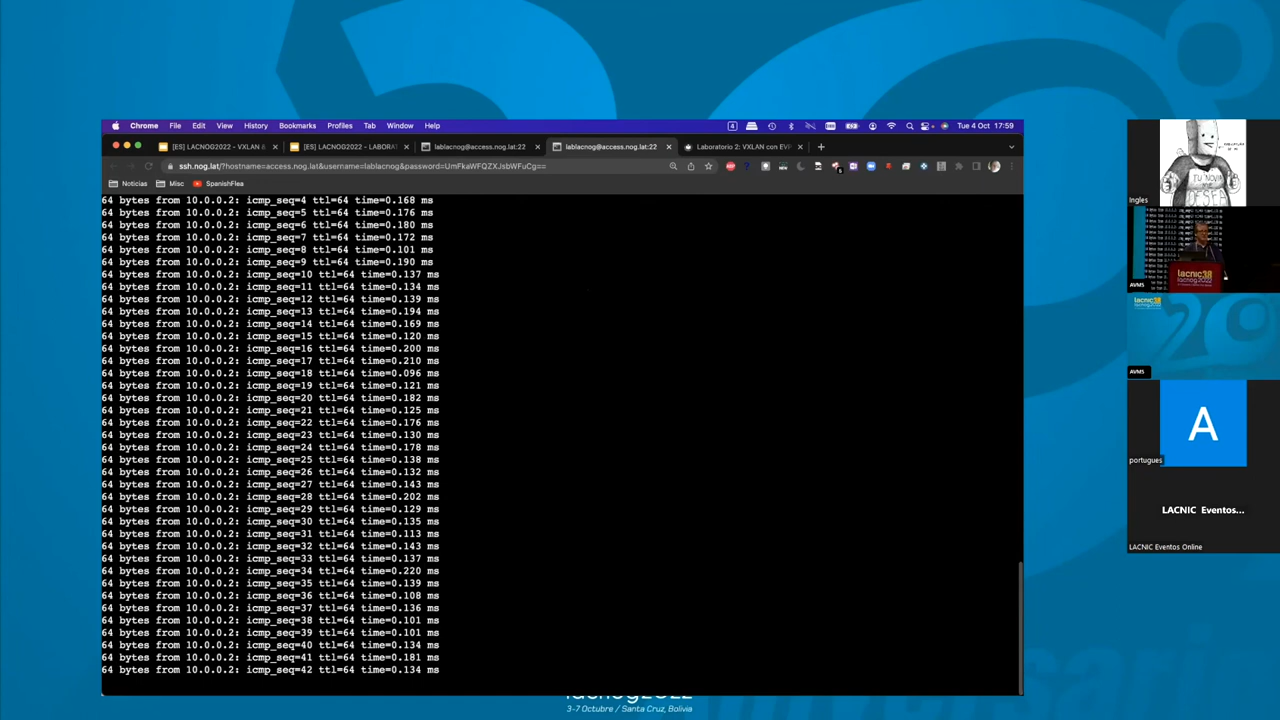 Chrome File Edit View History Bookmarks Profiles Tab Window Help
Tue 4 Oct 17:59
[ES] LACNOG2022 - VXLAN &
[ES] LACNOG2022 - LABORAT
lablacnog@access.nog.lat:22
lablacnog@access.nog.lat:22
Laboratorio 2: VXLAN con EVP
ssh.nog.lat/?hostname=access.nog.lat&username=lablacnog&password=UmFkaWFQZXJsbWFuCg==
Noticias Misc SpanishFlea
64 bytes from 10.0.0.2: icmp_seq=4 ttl=64 time=0.168 ms
64 bytes from 10.0.0.2: icmp_seq=5 ttl=64 time=0.176 ms
64 bytes from 10.0.0.2: icmp_seq=6 ttl=64 time=0.180 ms
64 bytes from 10.0.0.2: icmp_seq=7 ttl=64 time=0.172 ms
64 bytes from 10.0.0.2: icmp_seq=8 ttl=64 time=0.101 ms
64 bytes from 10.0.0.2: icmp_seq=9 ttl=64 time=0.190 ms
64 bytes from 10.0.0.2: icmp_seq=10 ttl=64 time=0.137 ms
64 bytes from 10.0.0.2: icmp_seq=11 ttl=64 time=0.134 ms
64 bytes from 10.0.0.2: icmp_seq=12 ttl=64 time=0.139 ms
64 bytes from 10.0.0.2: icmp_seq=13 ttl=64 time=0.194 ms
64 bytes from 10.0.0.2: icmp_seq=14 ttl=64 time=0.169 ms
64 bytes from 10.0.0.2: icmp_seq=15 ttl=64 time=0.120 ms
64 bytes from 10.0.0.2: icmp_seq=16 ttl=64 time=0.200 ms
64 bytes from 10.0.0.2: icmp_seq=17 ttl=64 time=0.210 ms
64 bytes from 10.0.0.2: icmp_seq=18 ttl=64 time=0.096 ms
64 bytes from 10.0.0.2: icmp_seq=19 ttl=64 time=0.121 ms
64 bytes from 10.0.0.2: icmp_seq=20 ttl=64 time=0.182 ms
64 bytes from 10.0.0.2: icmp_seq=21 ttl=64 time=0.125 ms
64 bytes from 10.0.0.2: icmp_seq=22 ttl=64 time=0.176 ms
64 bytes from 10.0.0.2: icmp_seq=23 ttl=64 time=0.130 ms
64 bytes from 10.0.0.2: icmp_seq=24 ttl=64 time=0.178 ms
64 bytes from 10.0.0.2: icmp_seq=25 ttl=64 time=0.138 ms
64 bytes from 10.0.0.2: icmp_seq=26 ttl=64 time=0.132 ms
64 bytes from 10.0.0.2: icmp_seq=27 ttl=64 time=0.143 ms
64 bytes from 10.0.0.2: icmp_seq=28 ttl=64 time=0.202 ms
64 bytes from 10.0.0.2: icmp_seq=29 ttl=64 time=0.129 ms
64 bytes from 10.0.0.2: icmp_seq=30 ttl=64 time=0.135 ms
64 bytes from 10.0.0.2: icmp_seq=31 ttl=64 time=0.113 ms
64 bytes from 10.0.0.2: icmp_seq=32 ttl=64 time=0.143 ms
64 bytes from 10.0.0.2: icmp_seq=33 ttl=64 time=0.137 ms
64 bytes from 10.0.0.2: icmp_seq=34 ttl=64 time=0.220 ms
64 bytes from 10.0.0.2: icmp_seq=35 ttl=64 time=0.139 ms
64 bytes from 10.0.0.2: icmp_seq=36 ttl=64 time=0.108 ms
64 bytes from 10.0.0.2: icmp_seq=37 ttl=64 time=0.136 ms
64 bytes from 10.0.0.2: icmp_seq=38 ttl=64 time=0.101 ms
64 bytes from 10.0.0.2: icmp_seq=39 ttl=64 time=0.101 ms
64 bytes from 10.0.0.2: icmp_seq=40 ttl=64 time=0.134 ms
64 bytes from 10.0.0.2: icmp_seq=41 ttl=64 time=0.181 ms
64 bytes from 10.0.0.2: icmp_seq=42 ttl=64 time=0.134 ms
lacnog2022
3-7 Octubre / Santa Cruz, Bolivia
TU NOVIA
ME
DESEA
Ingles
lacnic38
lacnog2022
AVMS
lacnic38
AVMS
A
portugues
LACNIC Eventos...
LACNIC Eventos Online